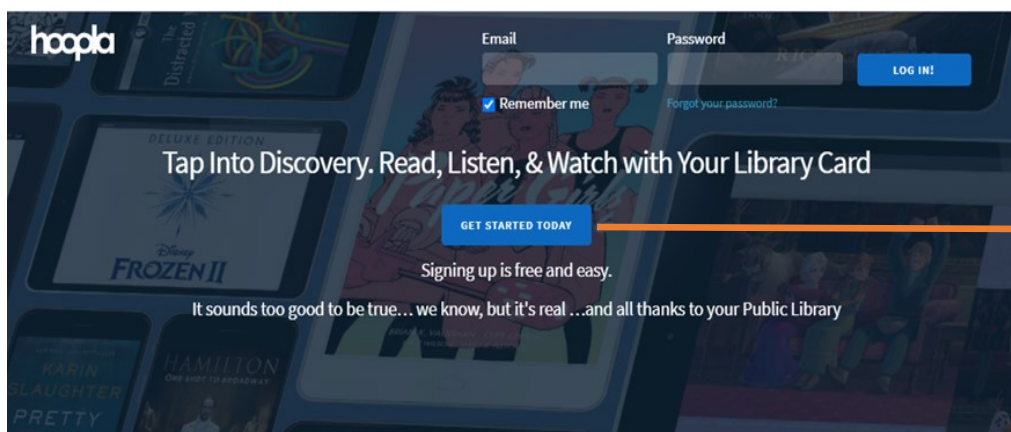 hoopla
Email
Password
LOG IN!
Remember me
Forgot your password?
Tap Into Discovery. Read, Listen, & Watch with Your Library Card
GET STARTED TODAY
Signing up is free and easy.
It sounds too good to be true... we know, but it's real ...and all thanks to your Public Library
The
Distracted
DELUXE EDITION
Disney
FROZEN II
Paper Girls
KARIN
SLAUGHTER
PRETTY
HAMILTON
ONE SHOT TO BROADWAY